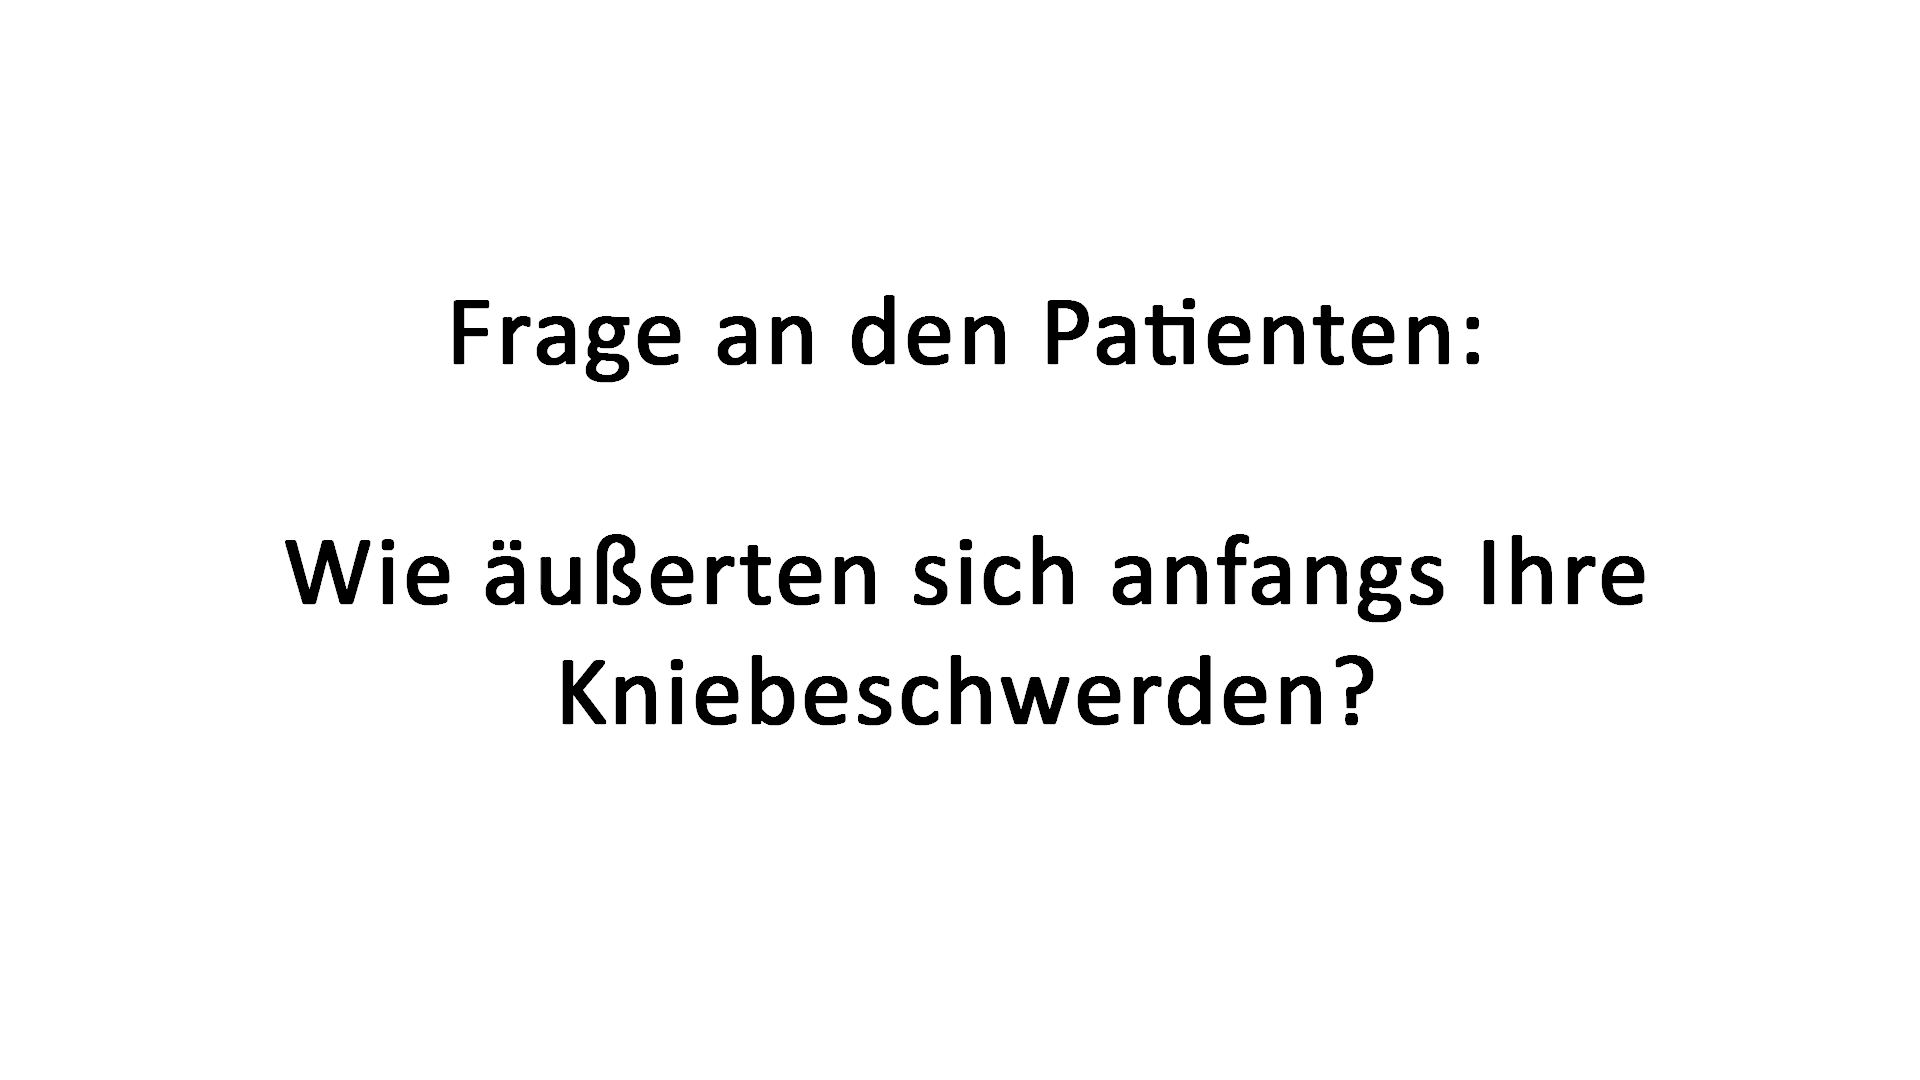 Frage an den Patienten:
Wie äußerten sich anfangs Ihre
Kniebeschwerden?